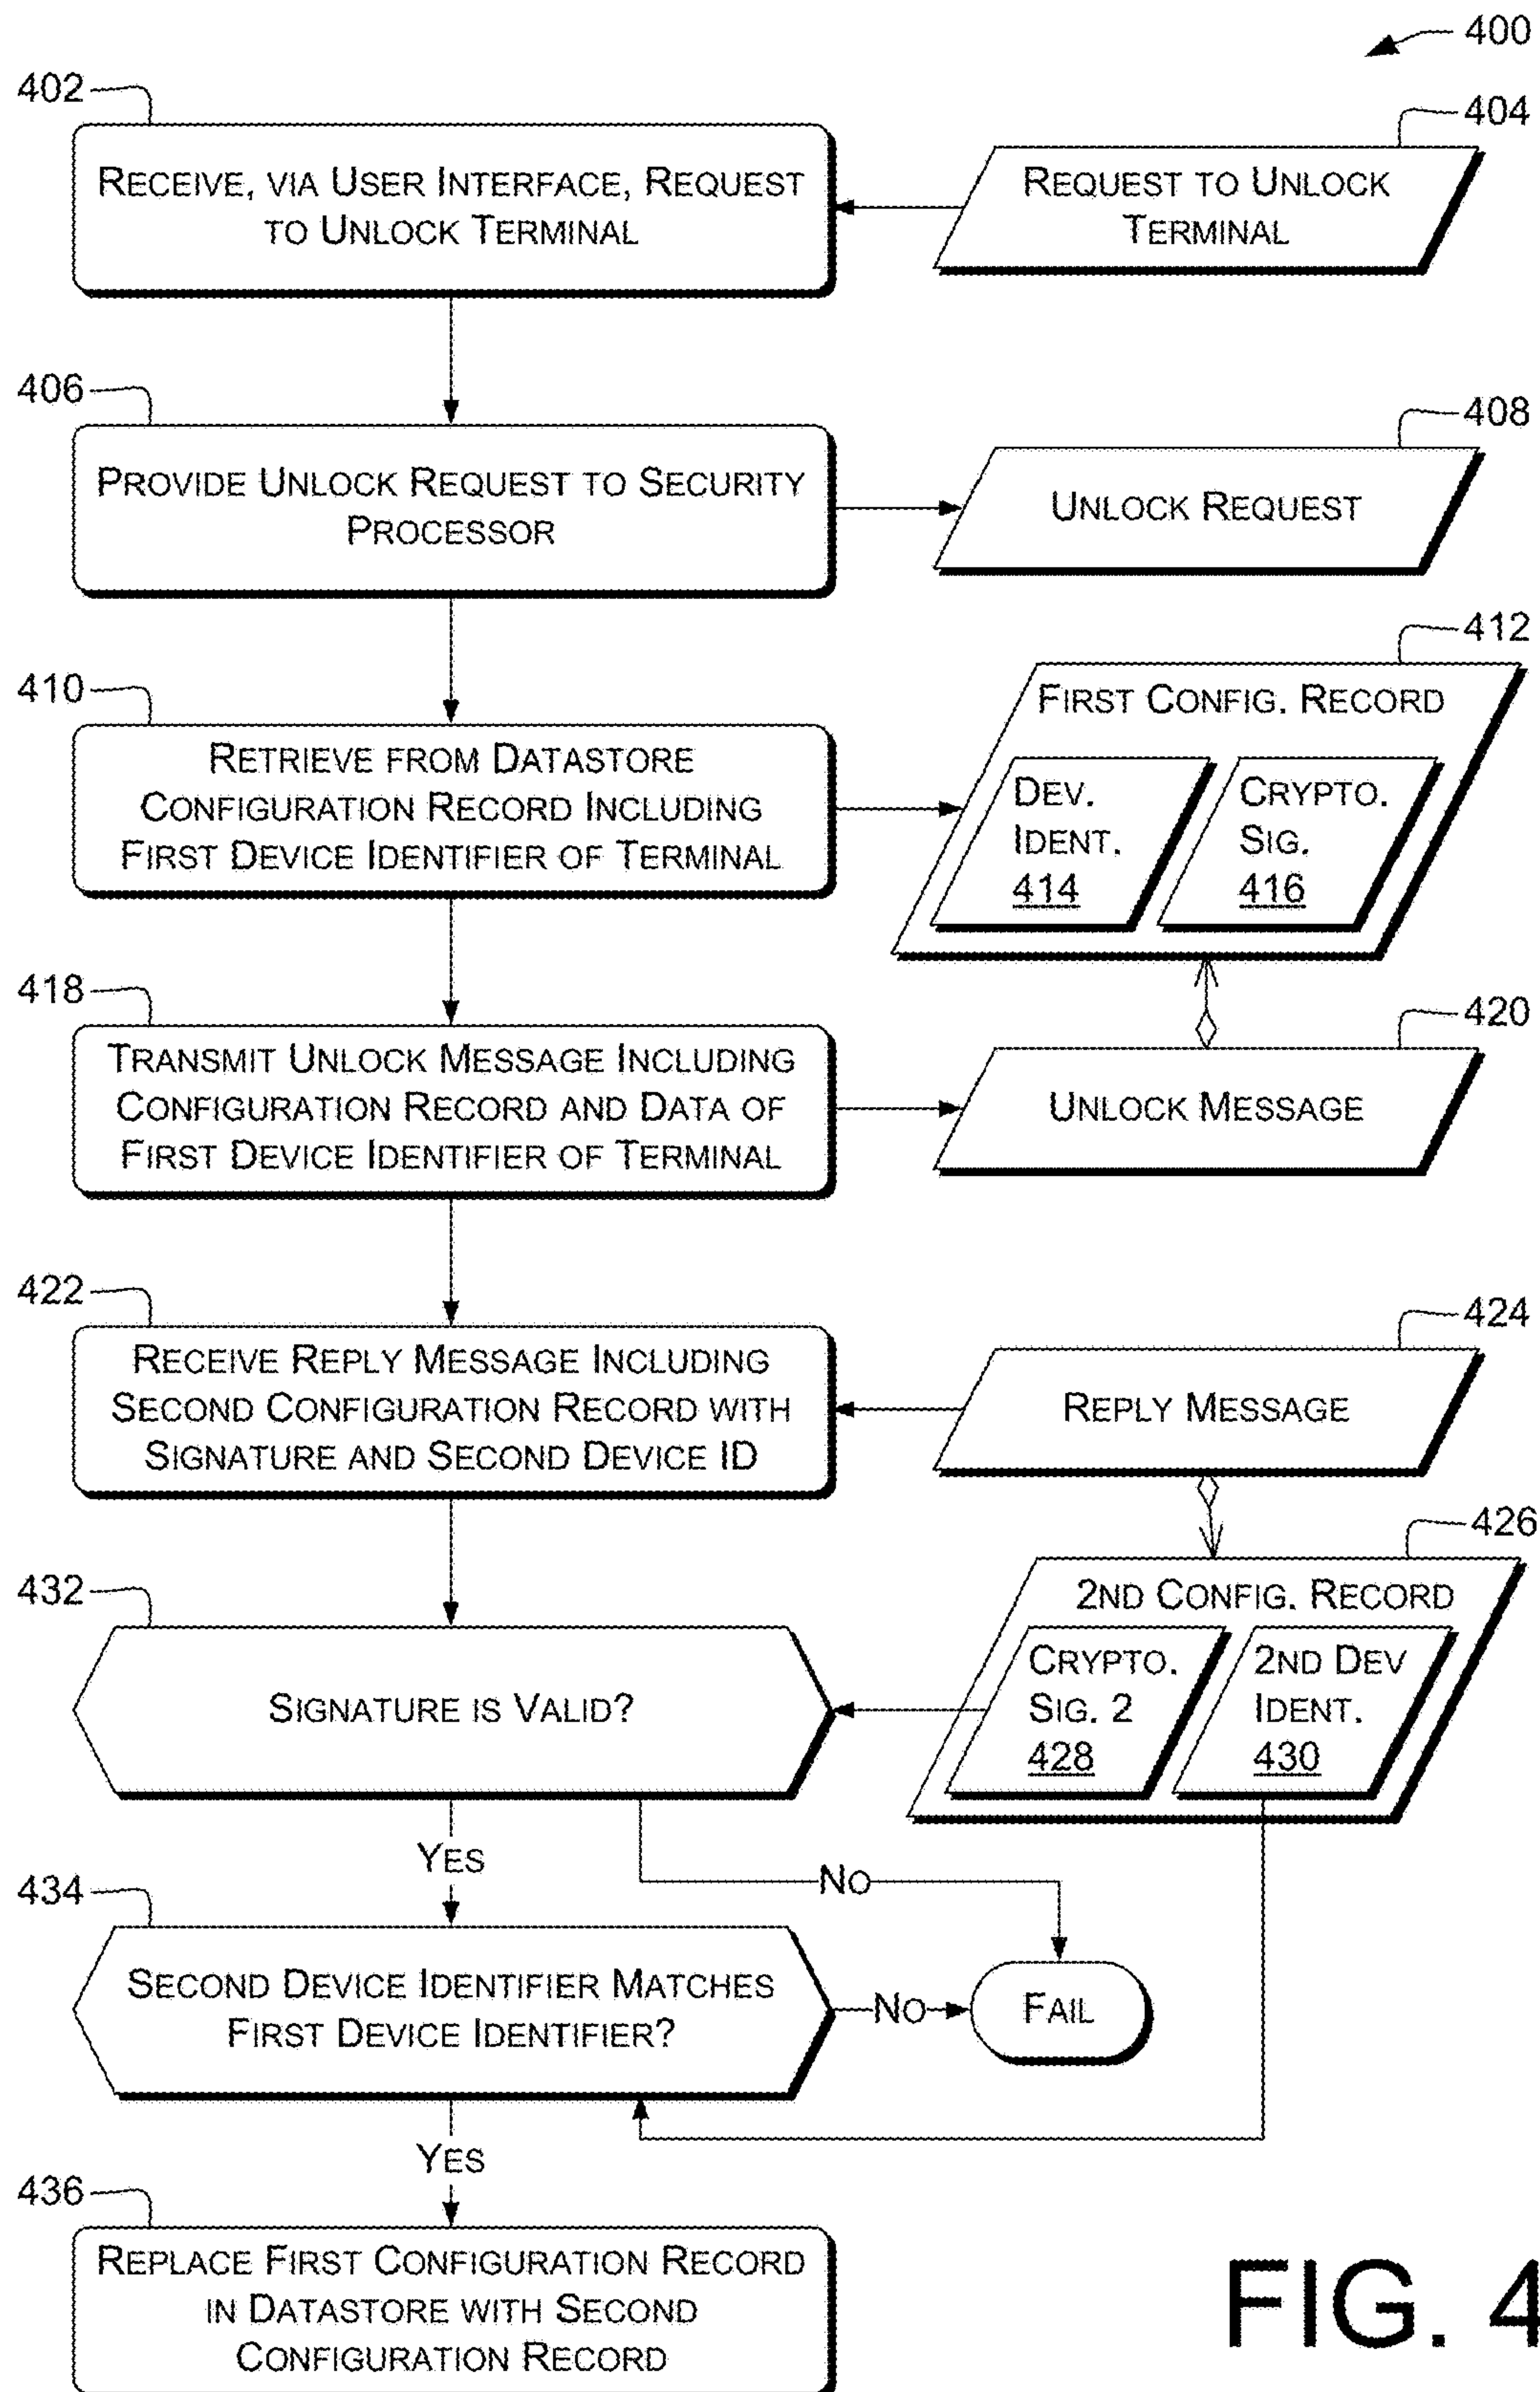 400
402
RECEIVE, VIA USER INTERFACE, REQUEST
TO UNLOCK TERMINAL
404
REQUEST TO UNLOCK
TERMINAL
406
PROVIDE UNLOCK REQUEST TO SECURITY
PROCESSOR
408
UNLOCK REQUEST
410
RETRIEVE FROM DATASTORE
CONFIGURATION RECORD INCLUDING
FIRST DEVICE IDENTIFIER OF TERMINAL
412
FIRST CONFIG. RECORD
DEV.
IDENT.
414
CRYPTO.
SIG.
416
418
TRANSMIT UNLOCK MESSAGE INCLUDING
CONFIGURATION RECORD AND DATA OF
FIRST DEVICE IDENTIFIER OF TERMINAL
420
UNLOCK MESSAGE
422
RECEIVE REPLY MESSAGE INCLUDING
SECOND CONFIGURATION RECORD WITH
SIGNATURE AND SECOND DEVICE ID
424
REPLY MESSAGE
426
2ND CONFIG. RECORD
CRYPTO.
SIG. 2
428
2ND DEV
IDENT.
430
432
SIGNATURE IS VALID?
YES
NO
434
SECOND DEVICE IDENTIFIER MATCHES
FIRST DEVICE IDENTIFIER?
NO
FAIL
YES
436
REPLACE FIRST CONFIGURATION RECORD
IN DATASTORE WITH SECOND
CONFIGURATION RECORD
FIG. 4